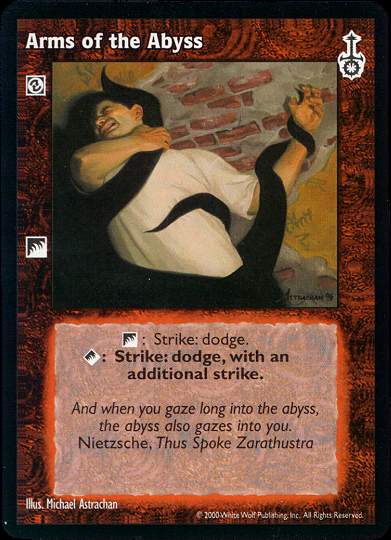 Arms of the Abyss
ASTRACHAN 98
: Strike: dodge.
: Strike: dodge, with an
additional strike.
And when you gaze long into the abyss,
the abyss also gazes into you.
Nietzsche, Thus Spoke Zarathustra
Illus. Michael Astrachan
©2000 White Wolf Publishing, Inc. All Rights Reserved.